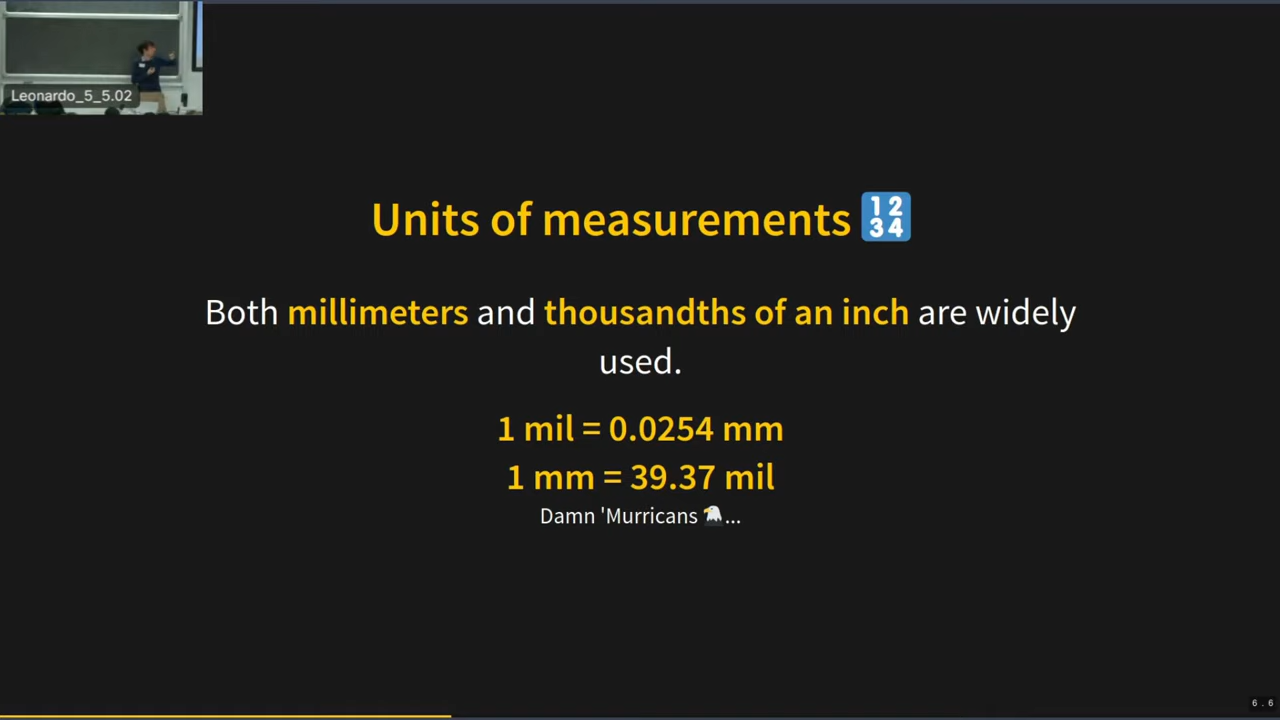 Leonardo_5_5.02
Units of measurements 🔢
Both millimeters and thousandths of an inch are widely
used.
1 mil = 0.0254 mm
1 mm = 39.37 mil
Damn 'Murricans 🦅...
6.6